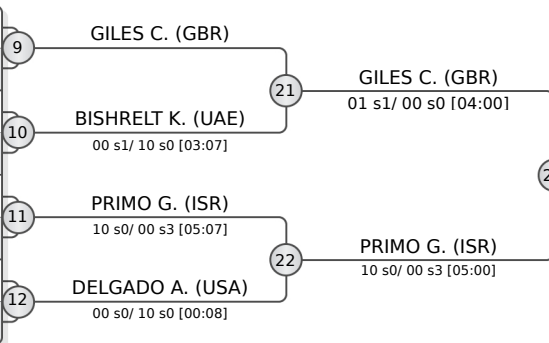 9
GILES C. (GBR)
21
GILES C. (GBR)
01 s1/ 00 s0 [04:00]
10
BISHRELT K. (UAE)
00 s1/ 10 s0 [03:07]
11
PRIMO G. (ISR)
10 s0/ 00 s3 [05:07]
22
PRIMO G. (ISR)
10 s0/ 00 s3 [05:00]
12
DELGADO A. (USA)
00 s0/ 10 s0 [00:08]